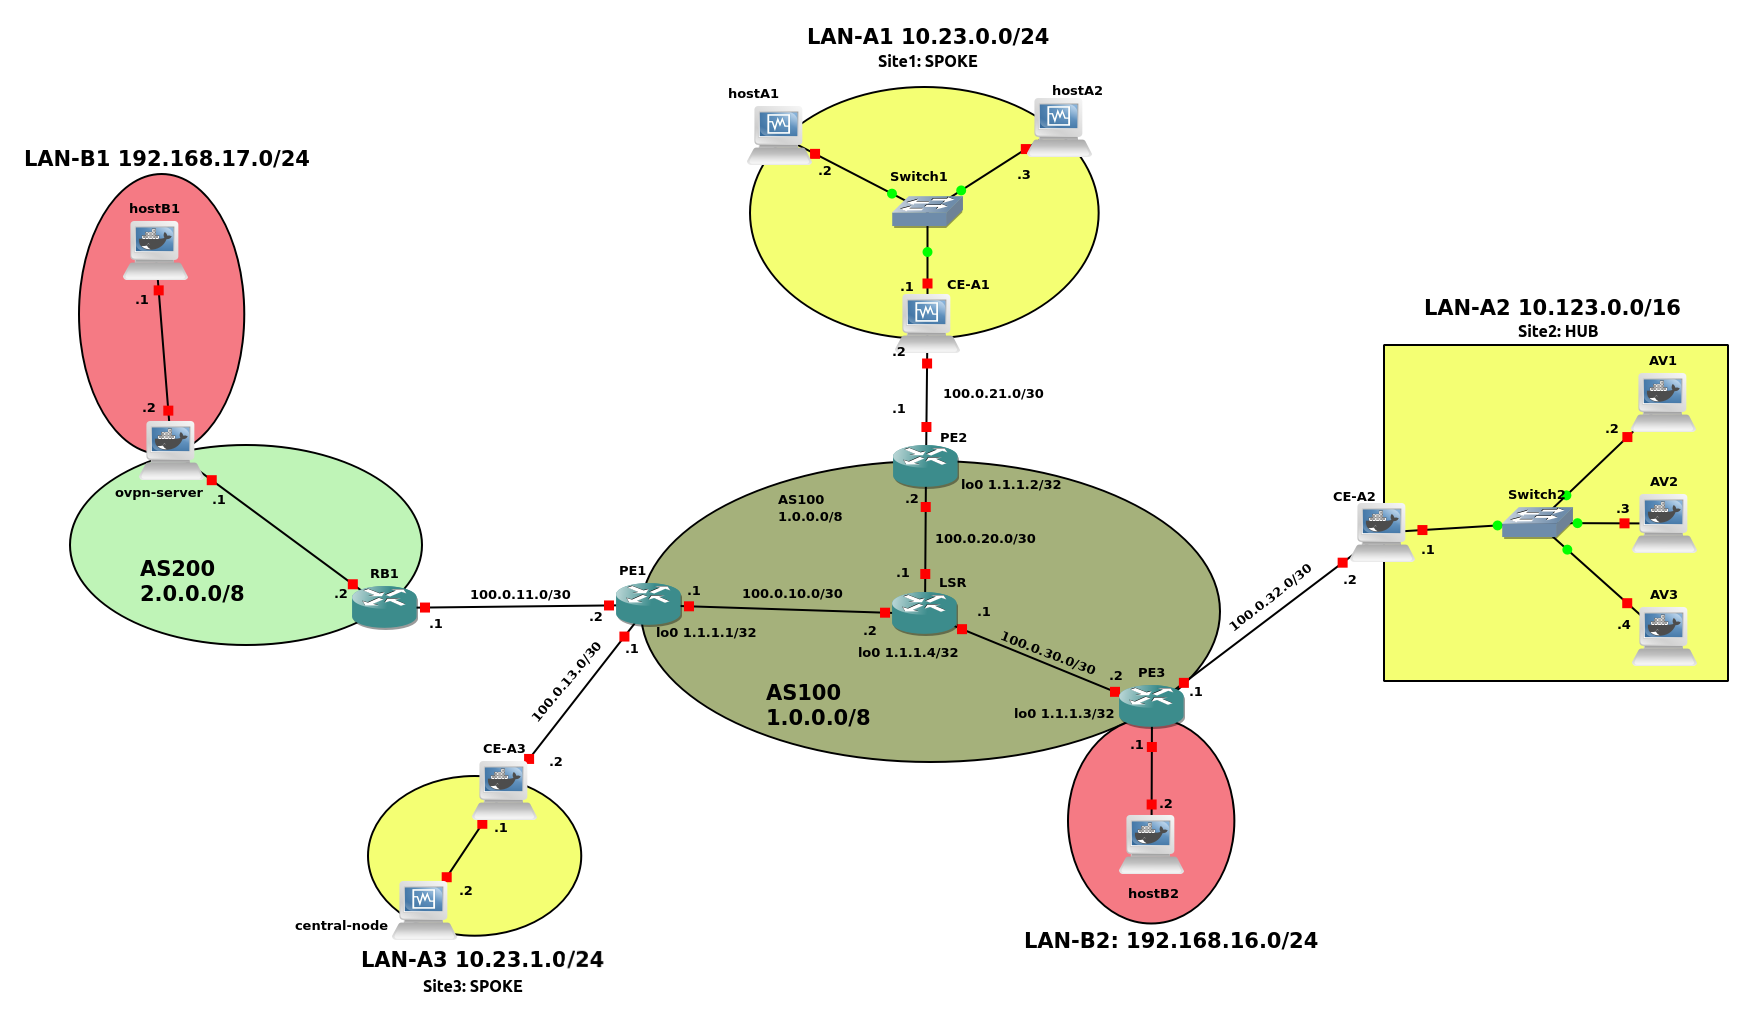 LAN-A1 10.23.0.0/24
Site1: SPOKE
hostA1
hostA2
.2
.3
Switch1
.1
CE-A1
.2
100.0.21.0/30
.1
PE2
LAN-B1 192.168.17.0/24
hostB1
.1
.2
ovpn-server
.1
AS200
2.0.0.0/8
.2
RB1
.1
100.0.11.0/30
.2
PE1
.1
lo0 1.1.1.1/32
.1
100.0.13.0/30
AS100
1.0.0.0/8
lo0 1.1.1.2/32
.2
100.0.20.0/30
.1
LSR
100.0.10.0/30
.2
.1
lo0 1.1.1.4/32
100.0.30.0/30
.2
PE3
.1
lo0 1.1.1.3/32
AS100
1.0.0.0/8
LAN-A2 10.123.0.0/16
Site2: HUB
AV1
.2
AV2
.3
Switch2
AV3
.4
CE-A2
.1
.2
100.0.32.0/30
CE-A3
.2
.1
.2
central-node
LAN-A3 10.23.1.0/24
Site3: SPOKE
.1
.2
hostB2
LAN-B2: 192.168.16.0/24